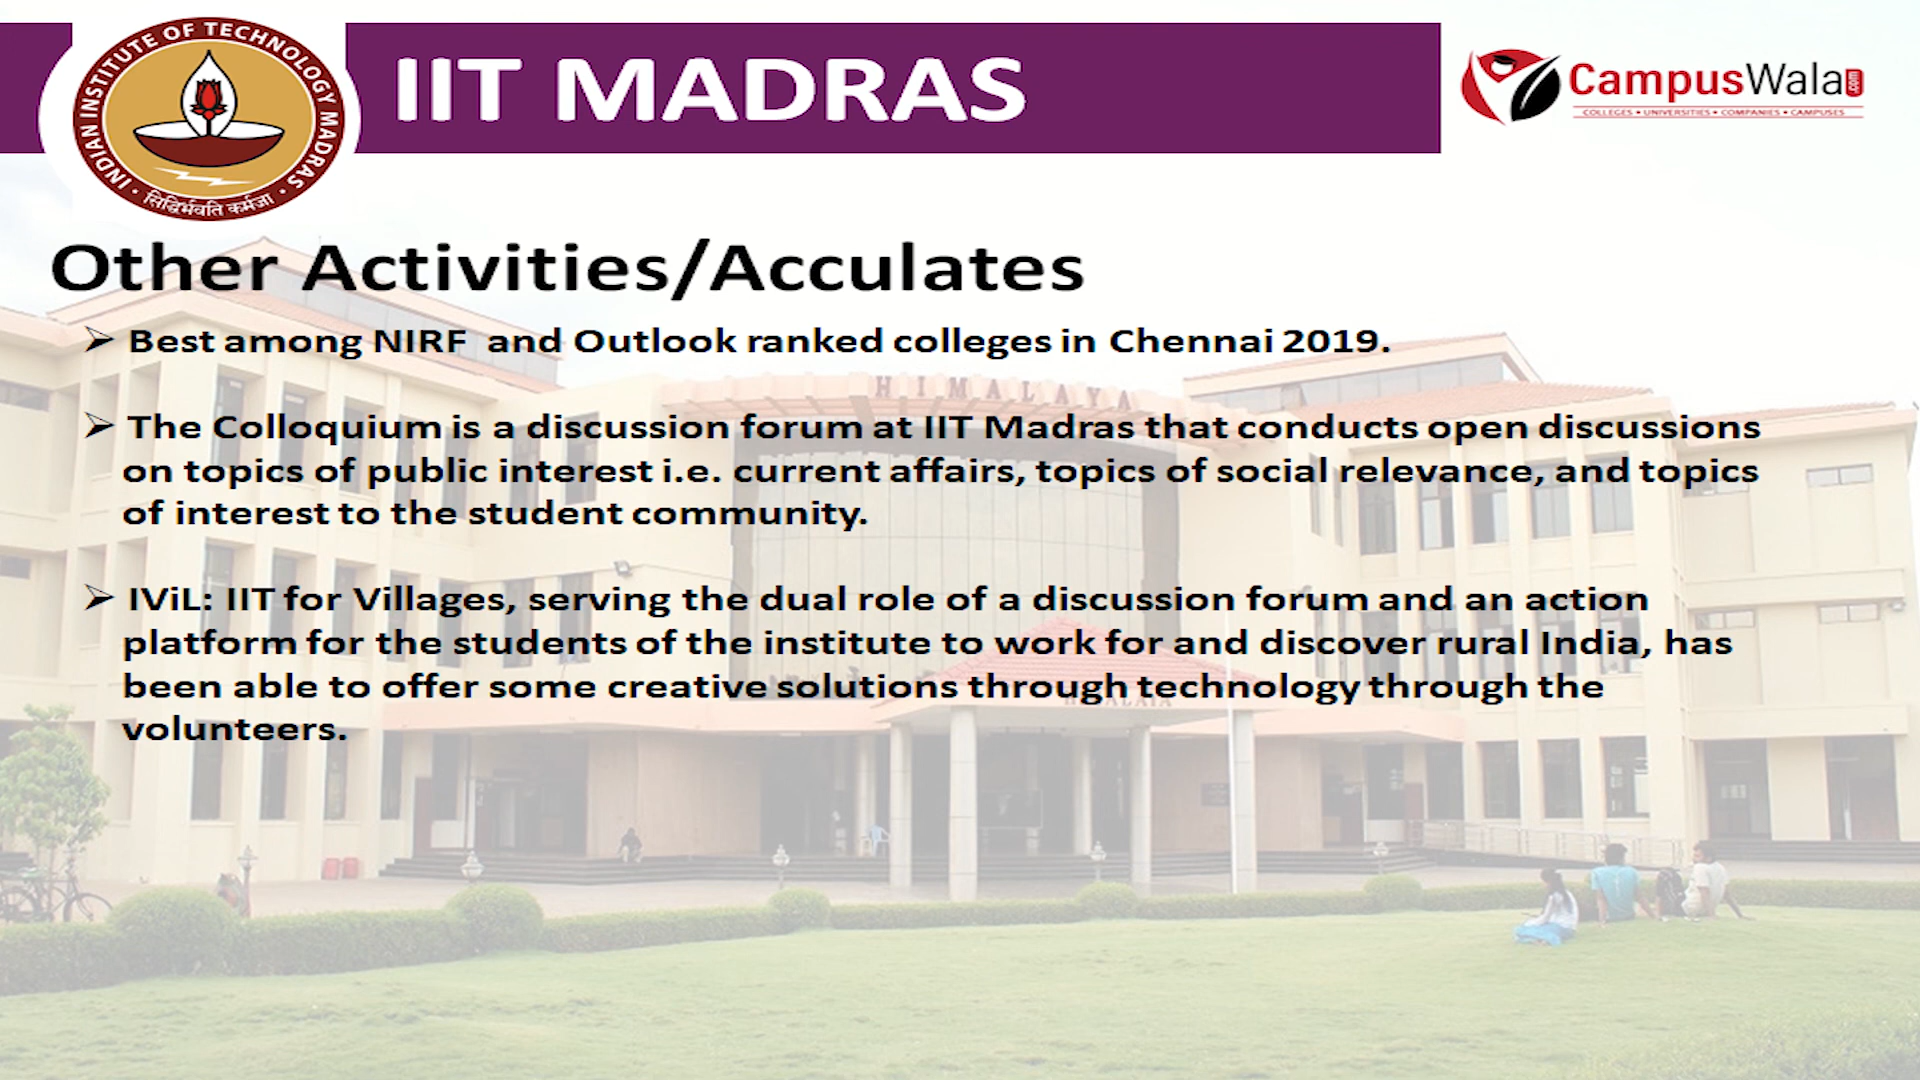 INDIAN INSTITUTE OF TECHNOLOGY MADRAS
सिद्धिर्भवति कर्मजा
IIT MADRAS
CampusWala.com
COLLEGES • UNIVERSITIES • COMPANIES • CAMPUSES
Other Activities/Acculates
➢ Best among NIRF and Outlook ranked colleges in Chennai 2019.
HIMALAYA
➢ The Colloquium is a discussion forum at IIT Madras that conducts open discussions
on topics of public interest i.e. current affairs, topics of social relevance, and topics
of interest to the student community.
➢ IViL: IIT for Villages, serving the dual role of a discussion forum and an action
platform for the students of the institute to work for and discover rural India, has
been able to offer some creative solutions through technology through the
volunteers.
HIMALAYA